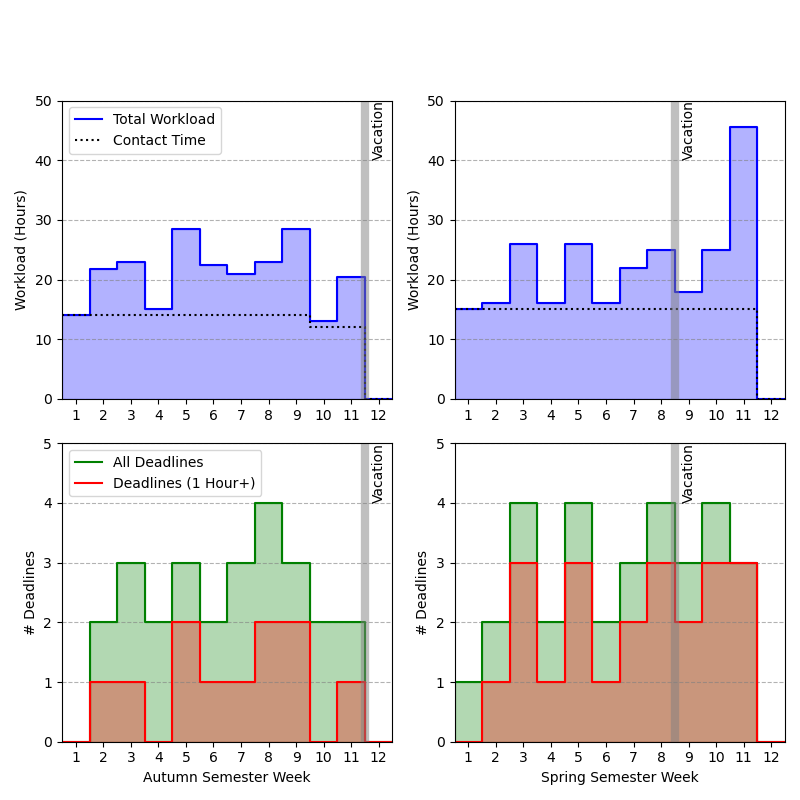 50
40
30
20
10
0
Workload (Hours)
Total Workload
Contact Time
Vacation
1 2 3 4 5 6 7 8 9 10 11 12
50
40
30
20
10
0
Workload (Hours)
Vacation
1 2 3 4 5 6 7 8 9 10 11 12
5
4
3
2
1
0
# Deadlines
All Deadlines
Deadlines (1 Hour+)
Vacation
1 2 3 4 5 6 7 8 9 10 11 12
Autumn Semester Week
5
4
3
2
1
0
# Deadlines
Vacation
1 2 3 4 5 6 7 8 9 10 11 12
Spring Semester Week